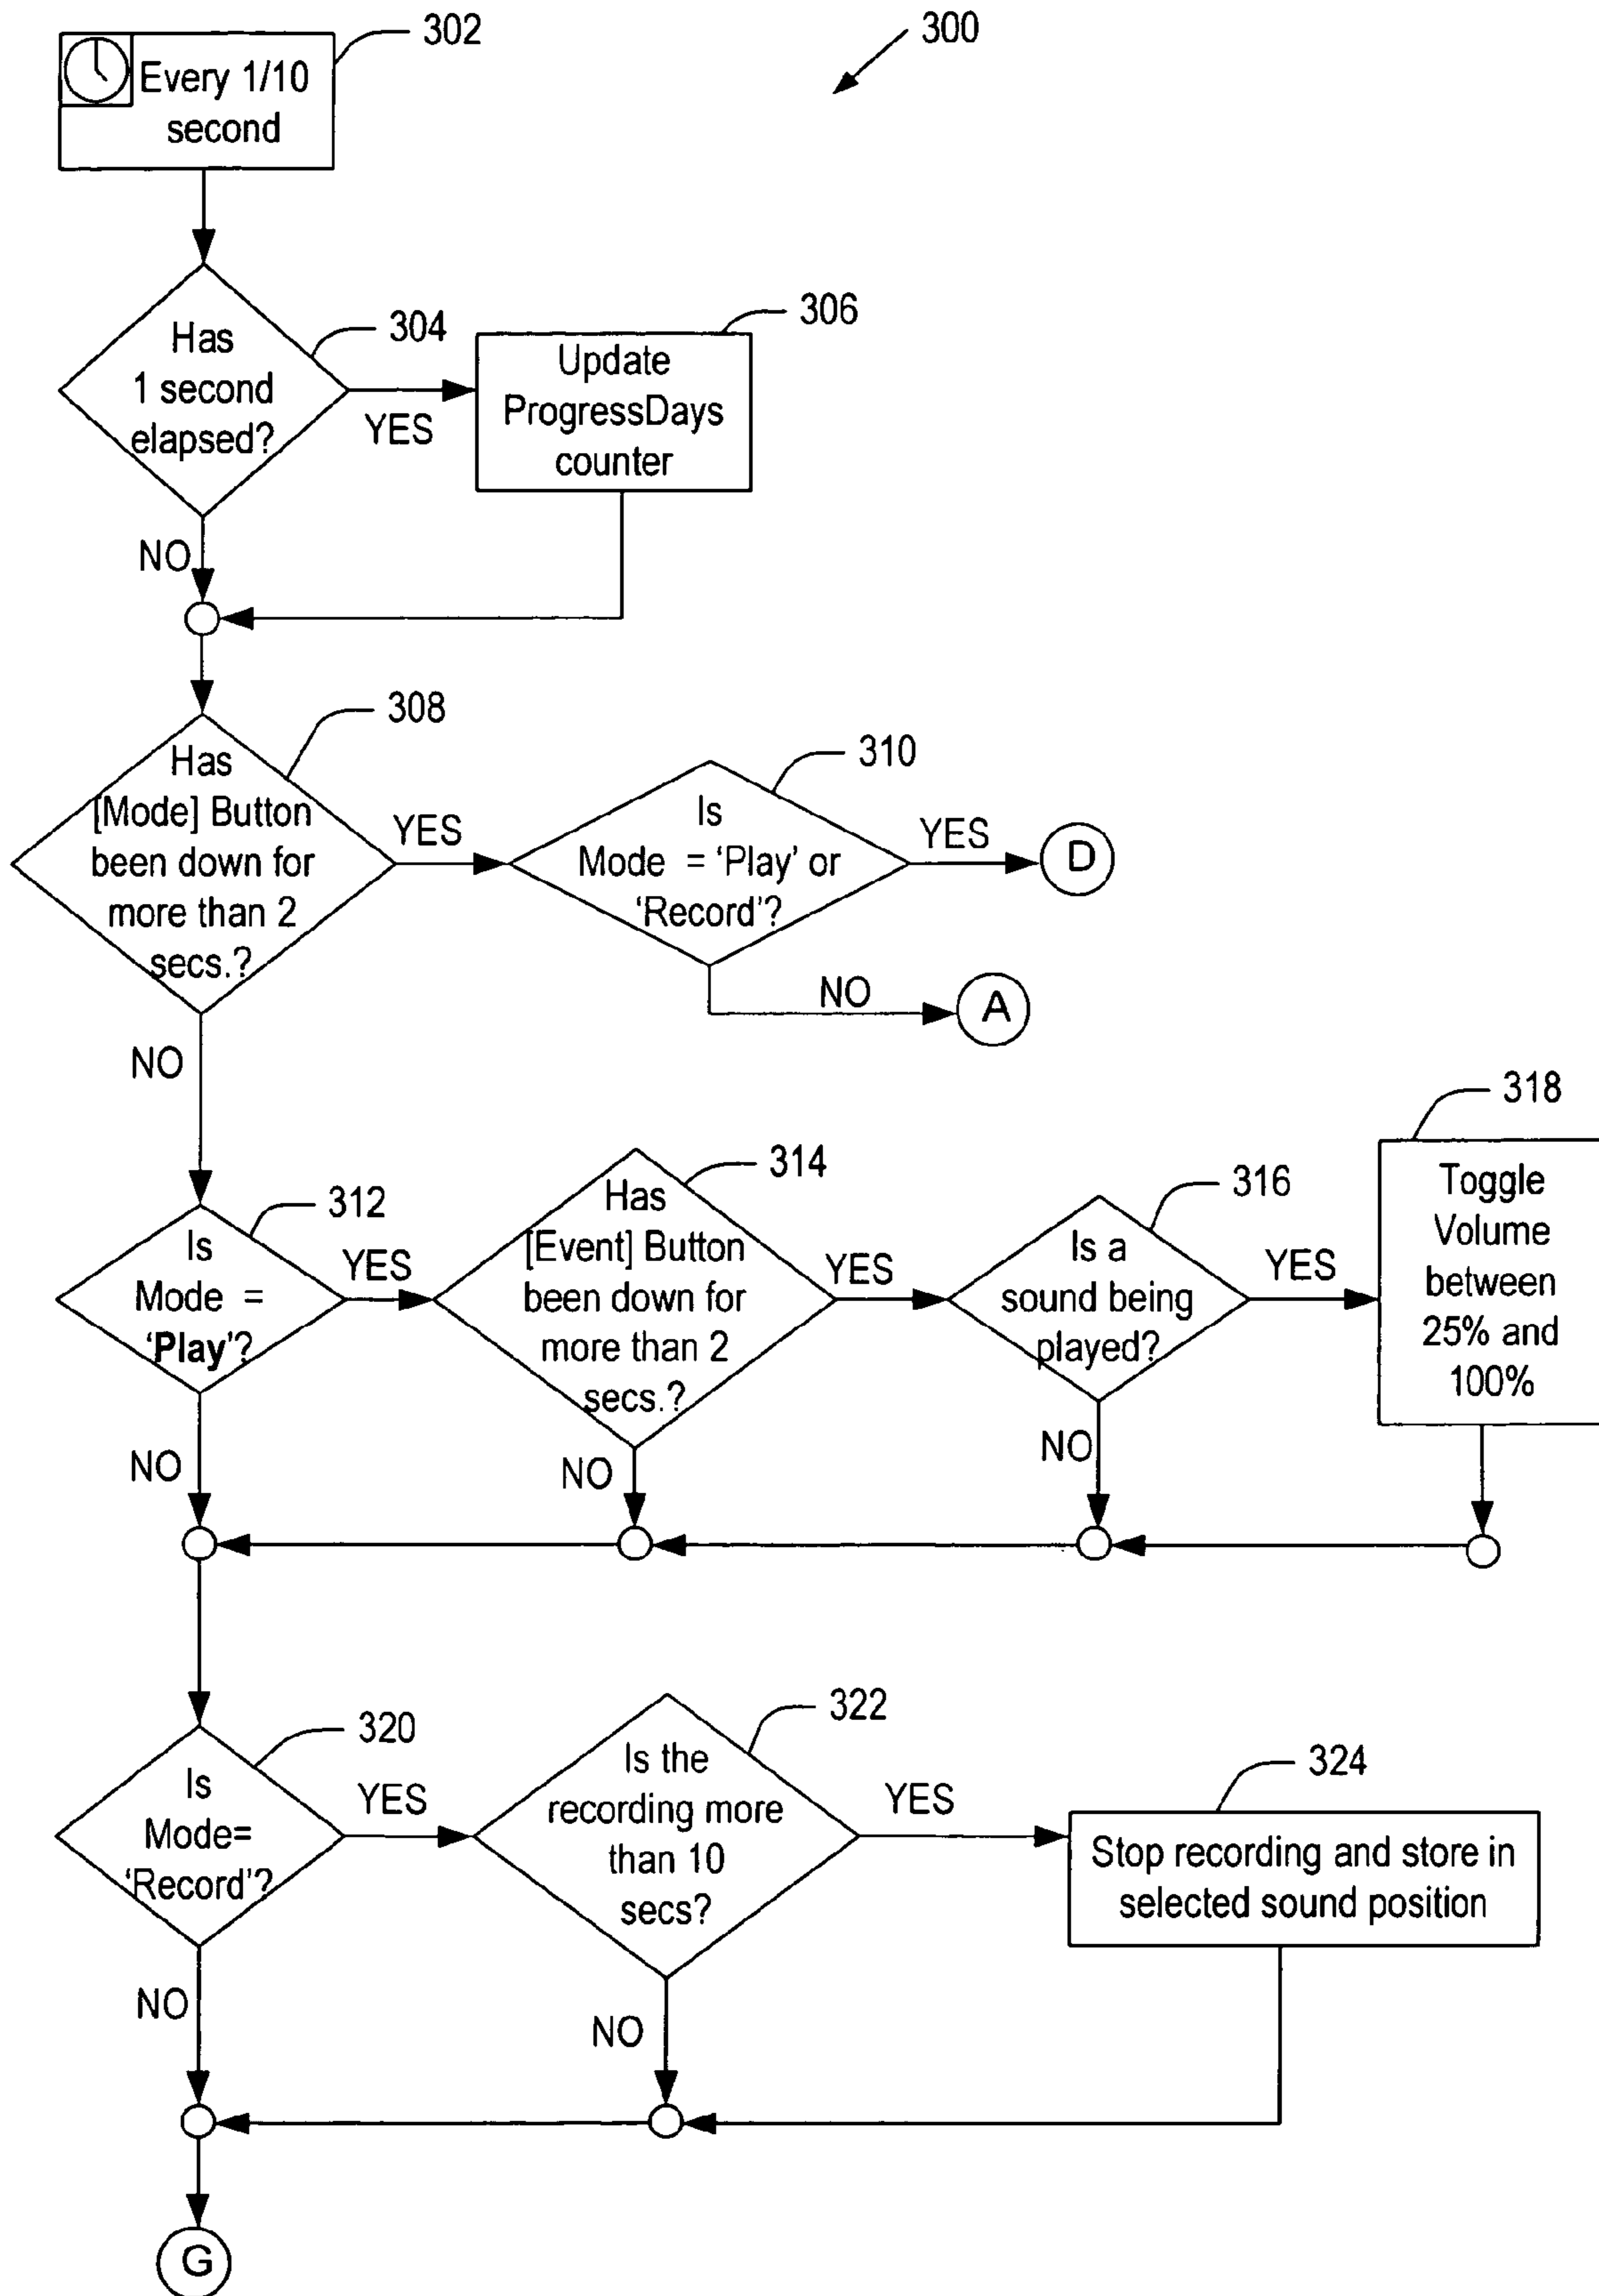 300
302
Every 1/10
second
304
Has
1 second
elapsed?
YES
306
Update
ProgressDays
counter
NO
308
Has
[Mode] Button
been down for
more than 2
secs.?
YES
310
Is
Mode = ‘Play’ or
‘Record’?
YES
D
NO
A
NO
312
Is
Mode =
‘Play’?
YES
314
Has
[Event] Button
been down for
more than 2
secs.?
YES
316
Is a
sound being
played?
YES
318
Toggle
Volume
between
25% and
100%
NO
NO
NO
320
Is
Mode=
‘Record’?
YES
322
Is the
recording more
than 10
secs?
YES
324
Stop recording and store in
selected sound position
NO
NO
G